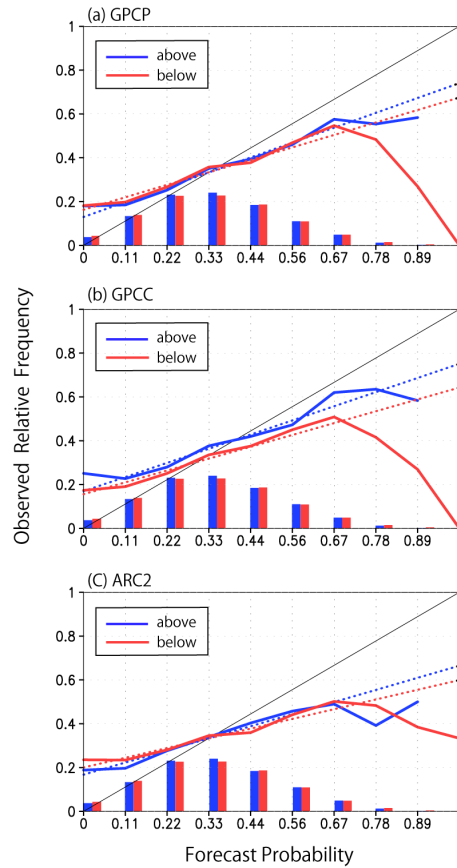 (a) GPCP
1
above
below
0.8
0.6
0.4
0.2
0
0 0.11 0.22 0.33 0.44 0.56 0.67 0.78 0.89
(b) GPCC
1
above
below
0.8
0.6
0.4
0.2
0
0 0.11 0.22 0.33 0.44 0.56 0.67 0.78 0.89
(C) ARC2
1
above
below
0.8
0.6
0.4
0.2
0
0 0.11 0.22 0.33 0.44 0.56 0.67 0.78 0.89
Observed Relative Frequency
Forecast Probability